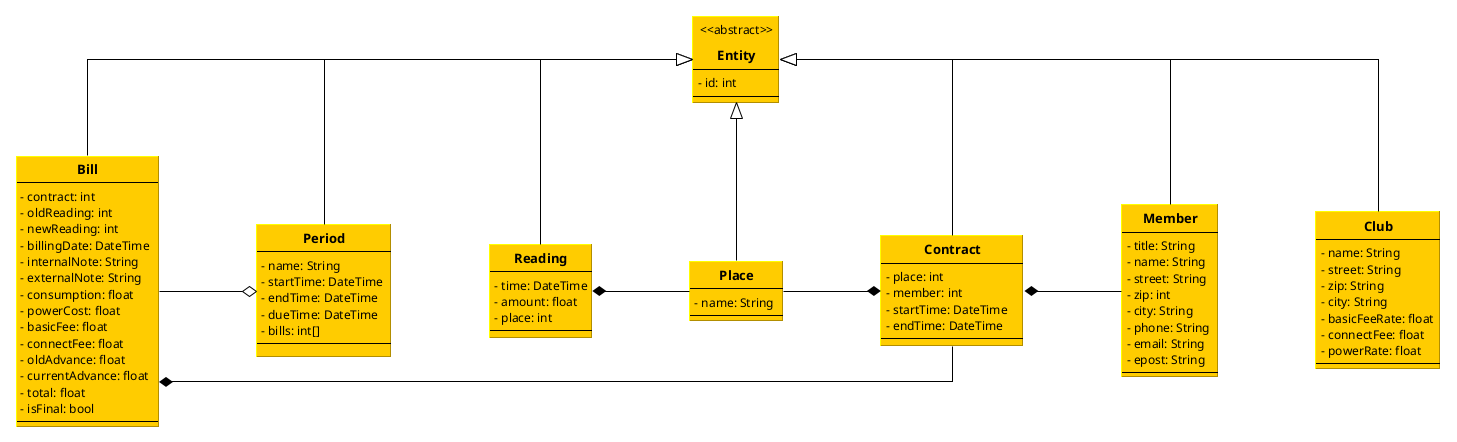 <<abstract>>
Entity
- id: int
Bill
- contract: int
- oldReading: int
- newReading: int
- billingDate: DateTime
- internalNote: String
- externalNote: String
- consumption: float
- powerCost: float
- basicFee: float
- connectFee: float
- oldAdvance: float
- currentAdvance: float
- total: float
- isFinal: bool
Period
- name: String
- startTime: DateTime
- endTime: DateTime
- dueTime: DateTime
- bills: int[]
Reading
- time: DateTime
- amount: float
- place: int
Place
- name: String
Contract
- place: int
- member: int
- startTime: DateTime
- endTime: DateTime
Member
- title: String
- name: String
- street: String
- zip: int
- city: String
- phone: String
- email: String
- epost: String
Club
- name: String
- street: String
- zip: String
- city: String
- basicFeeRate: float
- connectFee: float
- powerRate: float